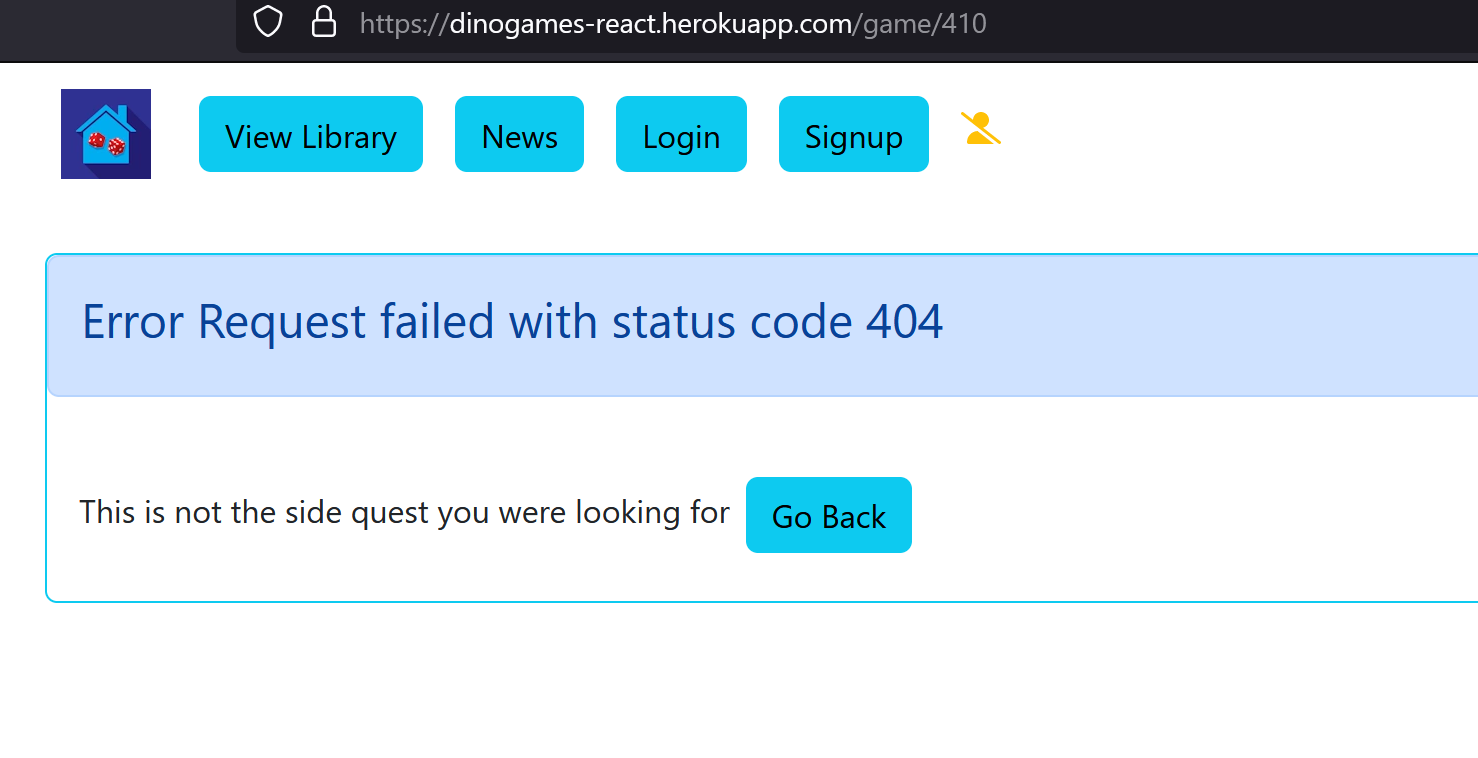 https://dinogames-react.herokuapp.com/game/410
View Library News Login Signup
Error Request failed with status code 404
This is not the side quest you were looking for Go Back